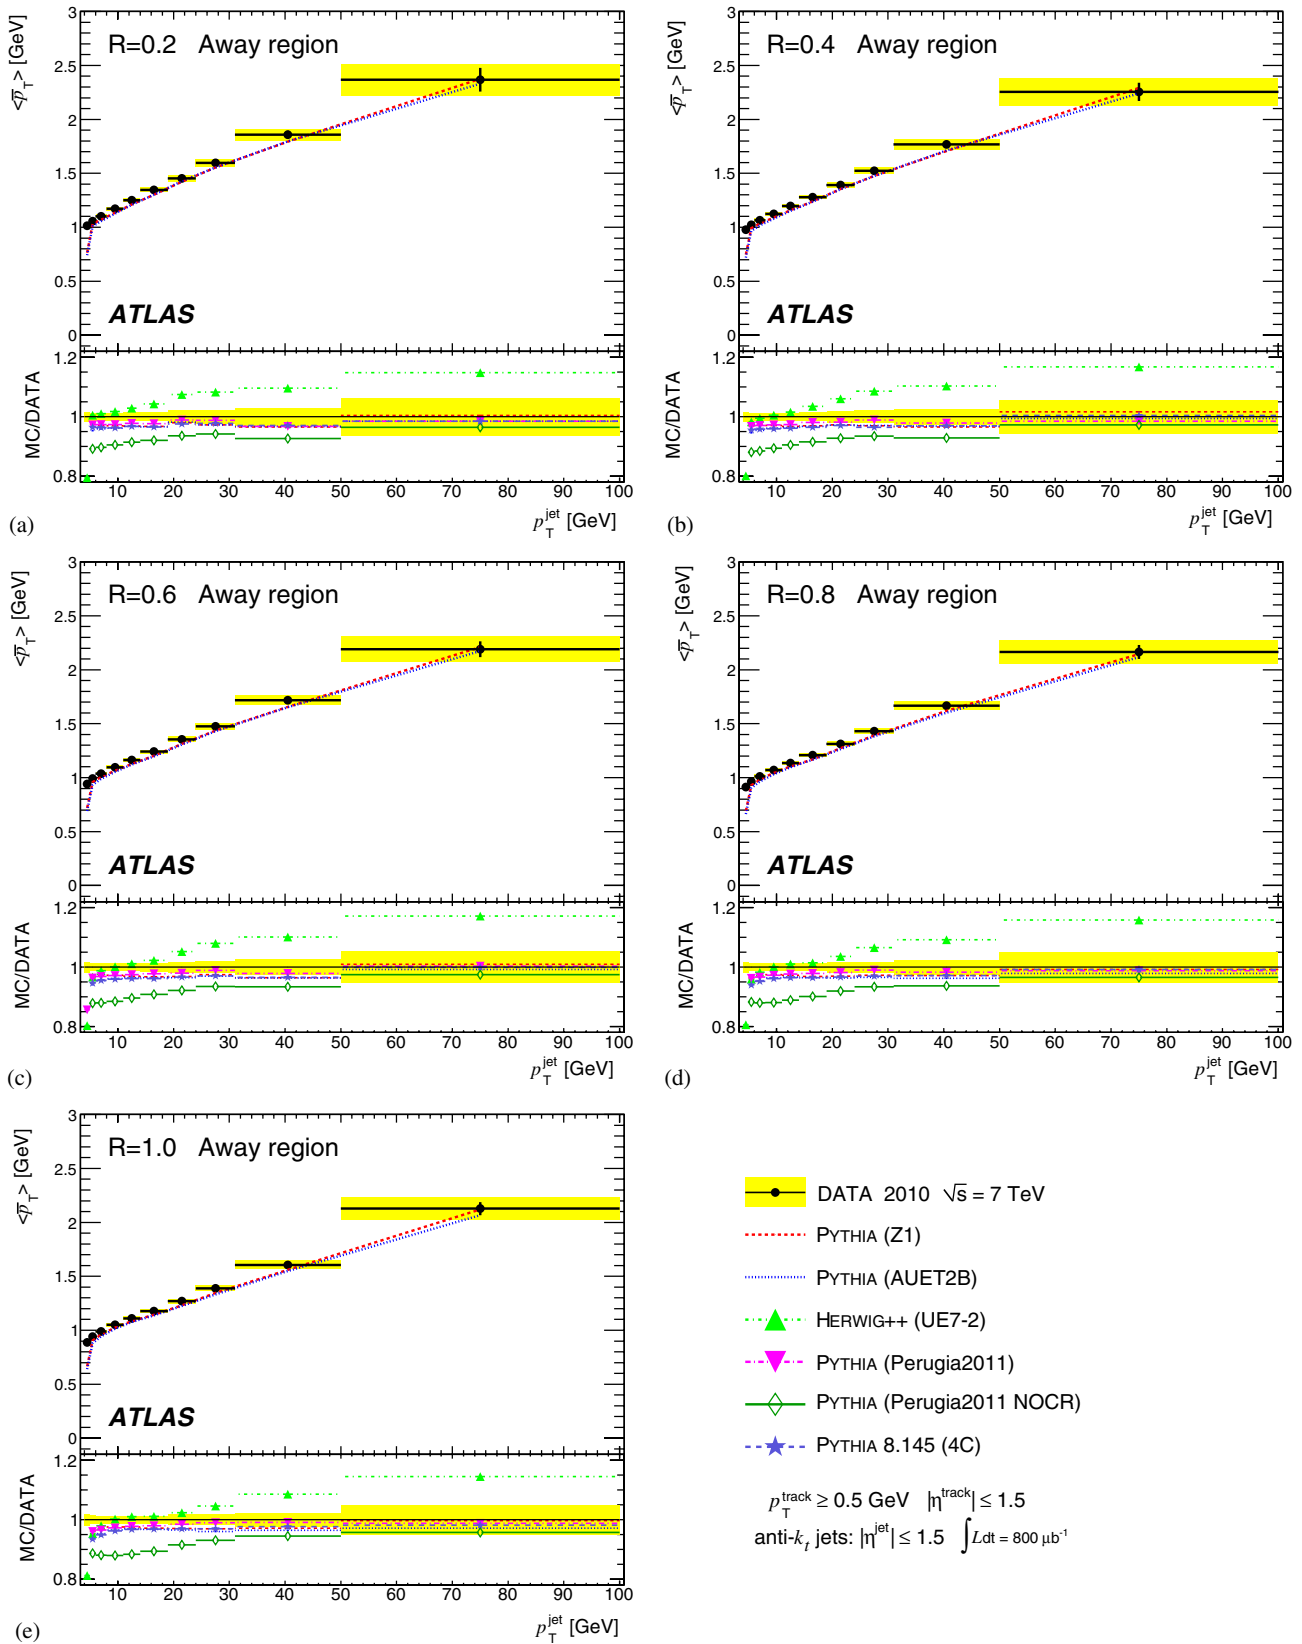 R=0.2 Away region
<p̅_T> [GeV]
3
2.5
2
1.5
1
0.5
0
ATLAS
MC/DATA
1.2
1
0.8
10 20 30 40 50 60 70 80 90 100
p_T^jet [GeV]
(a)
R=0.4 Away region
<p̅_T> [GeV]
3
2.5
2
1.5
1
0.5
0
ATLAS
MC/DATA
1.2
1
0.8
10 20 30 40 50 60 70 80 90 100
p_T^jet [GeV]
(b)
R=0.6 Away region
<p̅_T> [GeV]
3
2.5
2
1.5
1
0.5
0
ATLAS
MC/DATA
1.2
1
0.8
10 20 30 40 50 60 70 80 90 100
p_T^jet [GeV]
(c)
R=0.8 Away region
<p̅_T> [GeV]
3
2.5
2
1.5
1
0.5
0
ATLAS
MC/DATA
1.2
1
0.8
10 20 30 40 50 60 70 80 90 100
p_T^jet [GeV]
(d)
R=1.0 Away region
<p̅_T> [GeV]
3
2.5
2
1.5
1
0.5
0
ATLAS
MC/DATA
1.2
1
0.8
10 20 30 40 50 60 70 80 90 100
p_T^jet [GeV]
(e)
DATA 2010 √s = 7 TeV
PYTHIA (Z1)
PYTHIA (AUET2B)
HERWIG++ (UE7-2)
PYTHIA (Perugia2011)
PYTHIA (Perugia2011 NOCR)
PYTHIA 8.145 (4C)
p_T^track ≥ 0.5 GeV |η^track| ≤ 1.5
anti-k_t jets: |η^jet| ≤ 1.5 ∫Ldt = 800 μb⁻¹